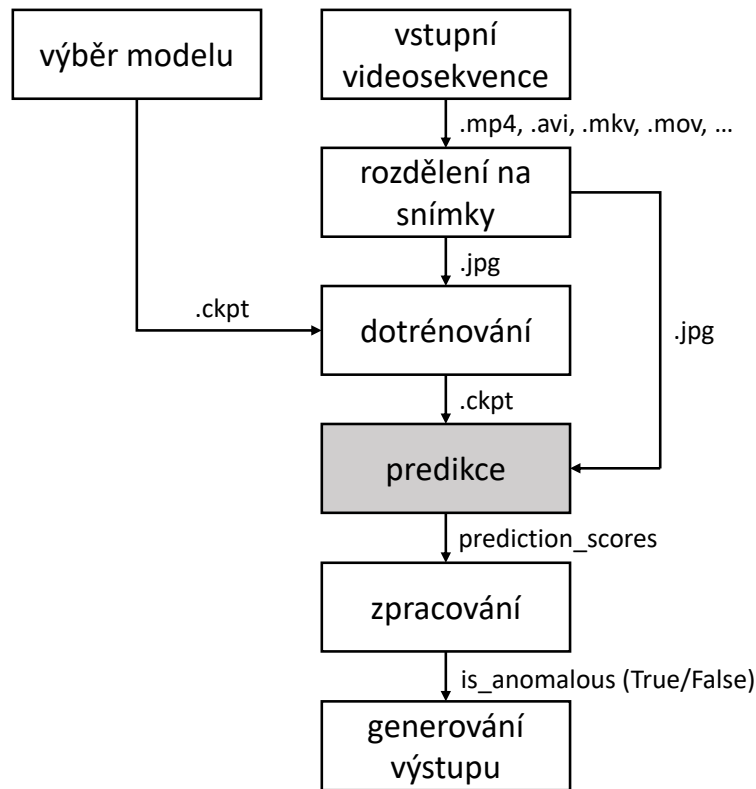 výběr modelu
vstupní
videosekvence
.mp4, .avi, .mkv, .mov, ...
rozdělení na
snímky
.jpg
.ckpt
dotrénování
.jpg
.ckpt
predikce
prediction_scores
zpracování
is_anomalous (True/False)
generování
výstupu